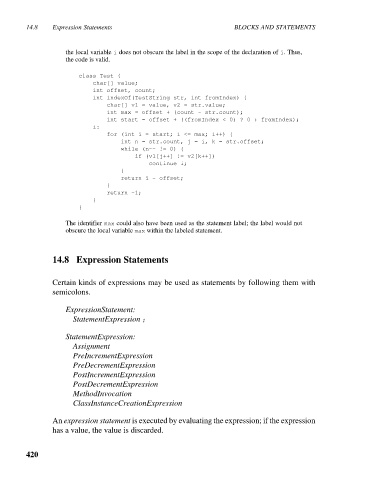 14.8 Expression Statements BLOCKS AND STATEMENTS
the local variable i does not obscure the label in the scope of the declaration of i. Thus,
the code is valid.
class Test {
char[] value;
int offset, count;
int indexOf(TestString str, int fromIndex) {
char[] v1 = value, v2 = str.value;
int max = offset + (count - str.count);
int start = offset + ((fromIndex < 0) ? 0 : fromIndex);
i:
for (int i = start; i <= max; i++) {
int n = str.count, j = i, k = str.offset;
while (n-- != 0) {
if (v1[j++] != v2[k++])
continue i;
}
return i - offset;
}
return -1;
}
}
The identifier max could also have been used as the statement label; the label would not
obscure the local variable max within the labeled statement.
14.8 Expression Statements
Certain kinds of expressions may be used as statements by following them with
semicolons.
ExpressionStatement:
StatementExpression ;
StatementExpression:
Assignment
PreIncrementExpression
PreDecrementExpression
PostIncrementExpression
PostDecrementExpression
MethodInvocation
ClassInstanceCreationExpression
An expression statement is executed by evaluating the expression; if the expression
has a value, the value is discarded.
420